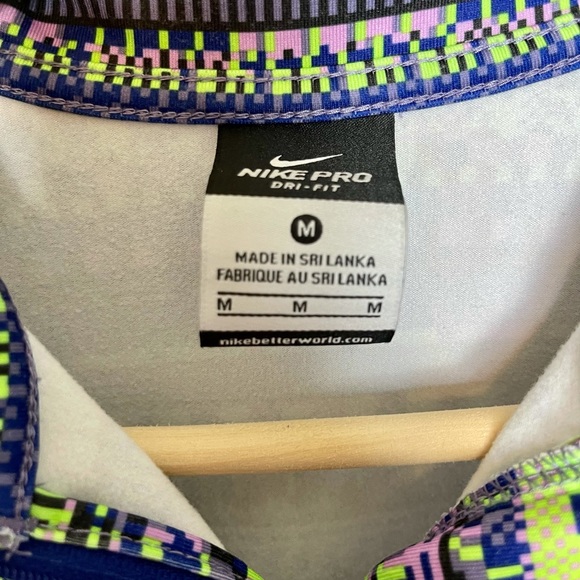 NIKE PRO
DRI-FIT
M
MADE IN SRI LANKA
FABRIQUE AU SRI LANKA
M M M
nikebetterworld.com